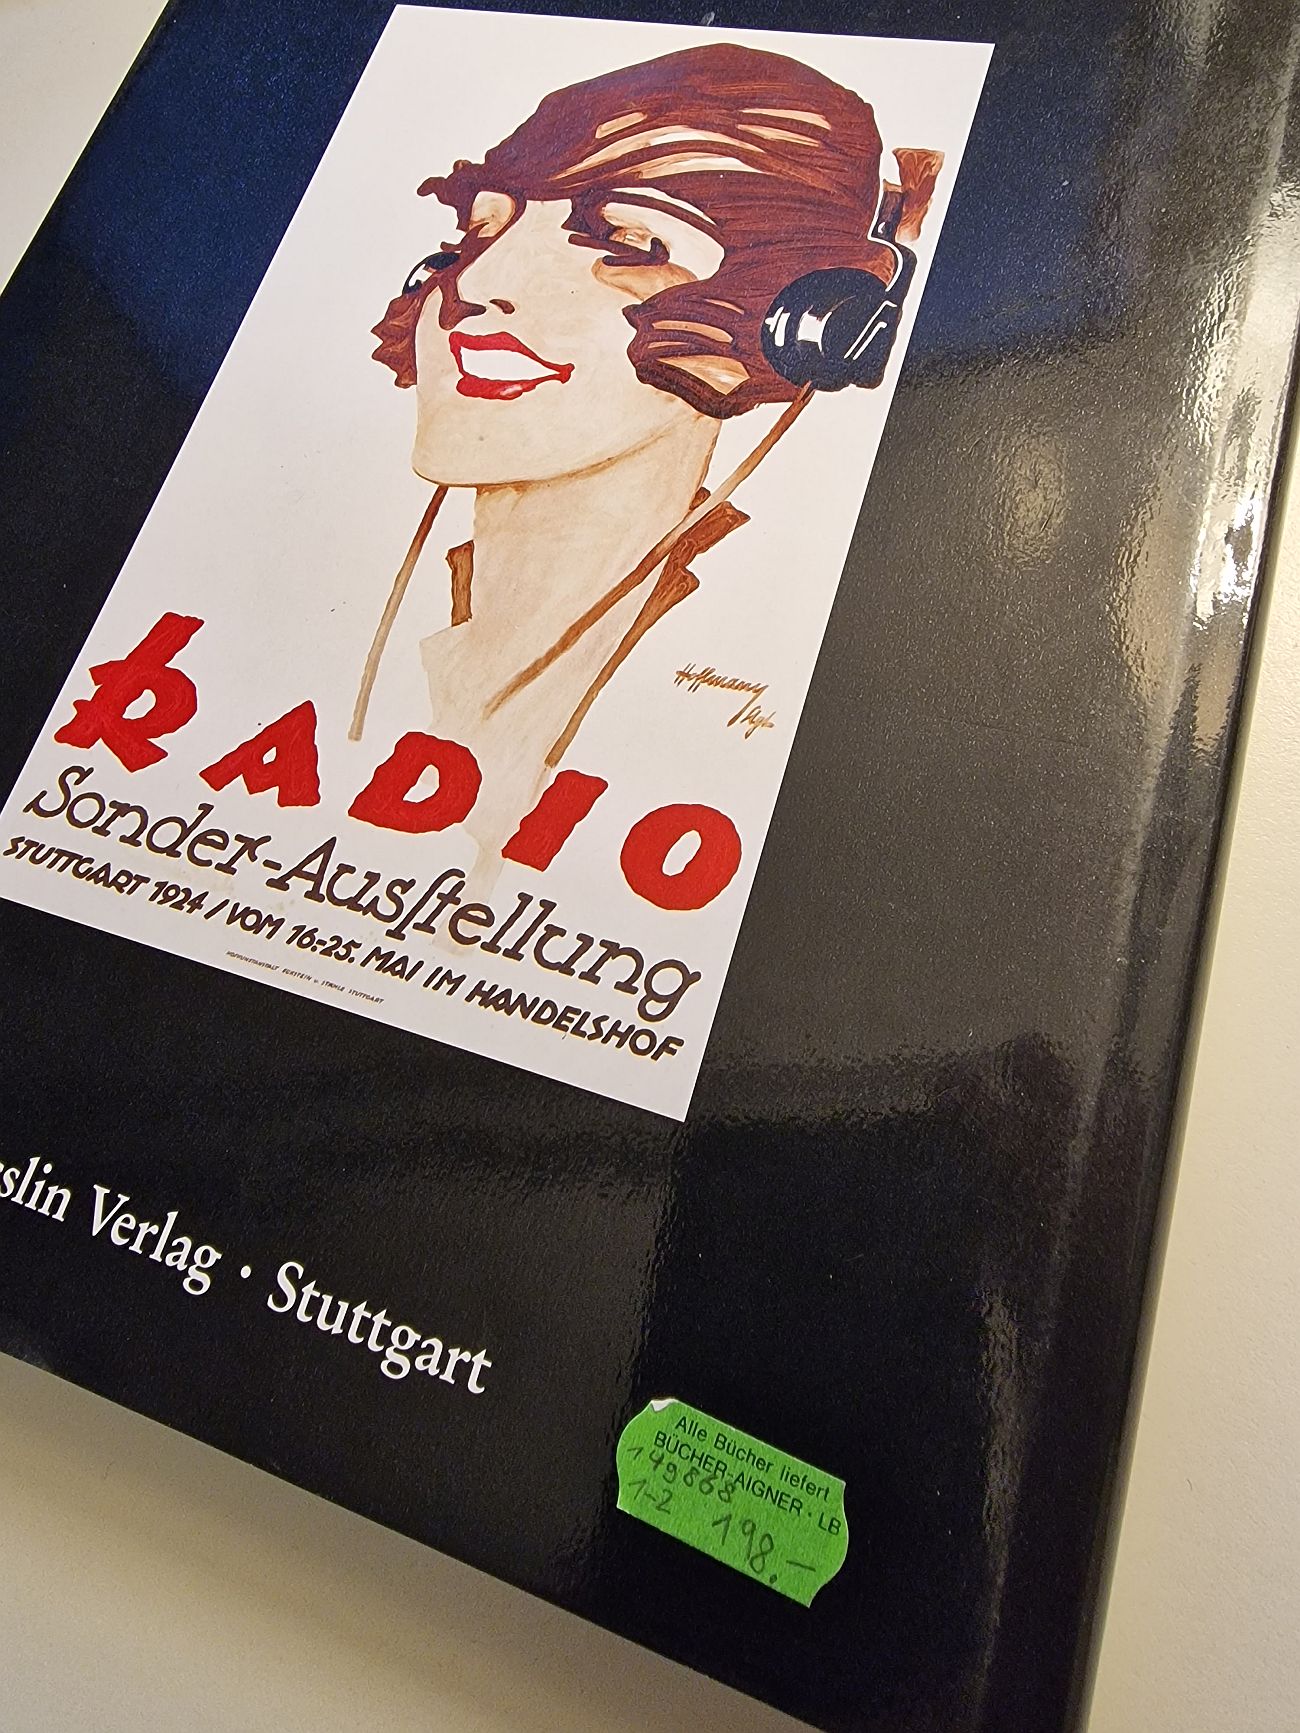 Hoffmann
RADIO
Sonder-Ausſtellung
STUTTGART 1924 / VOM 16.-25. MAI IM HANDELSHOF
STUTTGART
slin Verlag · Stuttgart
Alle Bücher liefert
BÜCHER-AIGNER · LB
149868
1-2 198.-